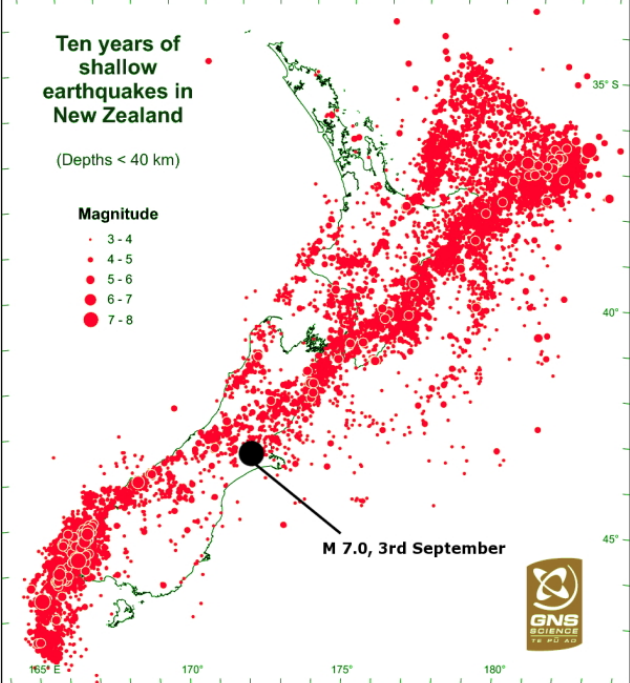 Ten years of
shallow
earthquakes in
New Zealand
(Depths < 40 km)
Magnitude
3 - 4
4 - 5
5 - 6
6 - 7
7 - 8
35° S
40°
45°
M 7.0, 3rd September
GNS
SCIENCE
TE PŪ AO
165° E
170°
175°
180°